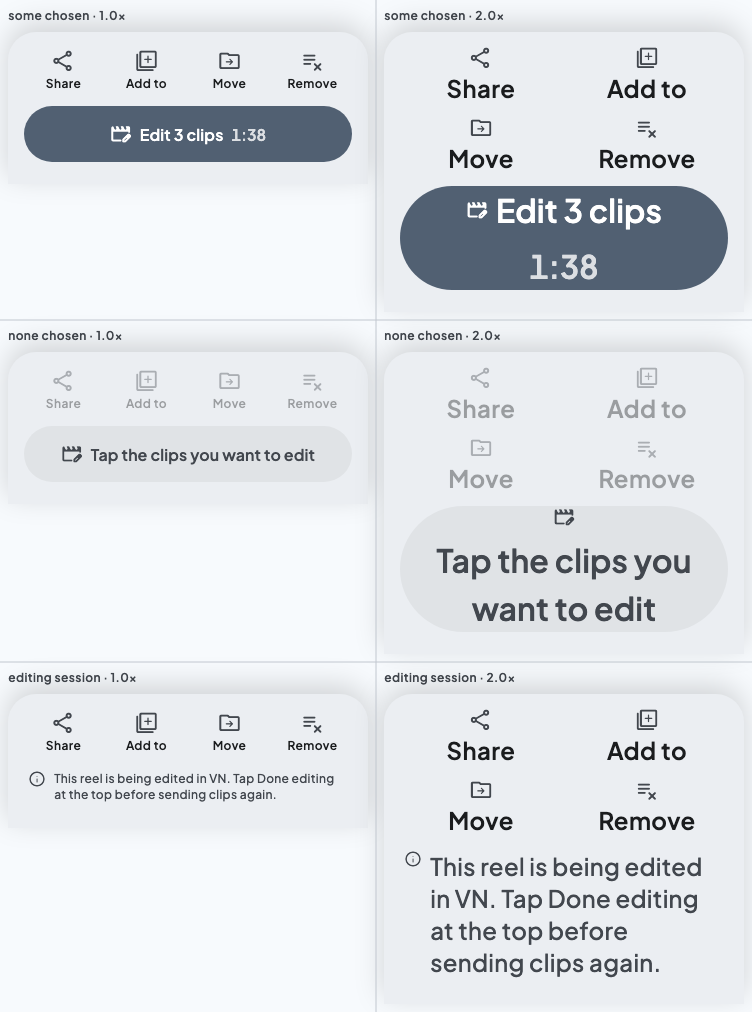 some chosen · 1.0×
Share
Add to
Move
Remove
Edit 3 clips 1:38
some chosen · 2.0×
Share
Add to
Move
Remove
Edit 3 clips
1:38
none chosen · 1.0×
Share
Add to
Move
Remove
Tap the clips you want to edit
none chosen · 2.0×
Share
Add to
Move
Remove
Tap the clips you
want to edit
editing session · 1.0×
Share
Add to
Move
Remove
This reel is being edited in VN. Tap Done editing
at the top before sending clips again.
editing session · 2.0×
Share
Add to
Move
Remove
This reel is being edited
in VN. Tap Done editing
at the top before
sending clips again.